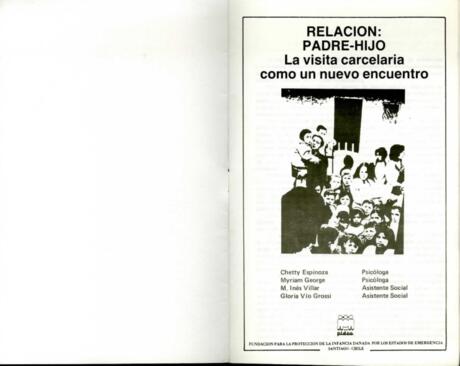 RELACION:
PADRE-HIJO
La visita carcelaria
como un nuevo encuentro
Chetty Espinoza Psicóloga
Myriam George Psicóloga
M. Inés Villar Asistente Social
Gloria Vío Grossi Asistente Social
pidee
FUNDACION PARA LA PROTECCION DE LA INFANCIA DAÑADA POR LOS ESTADOS DE EMERGENCIA
SANTIAGO - CHILE